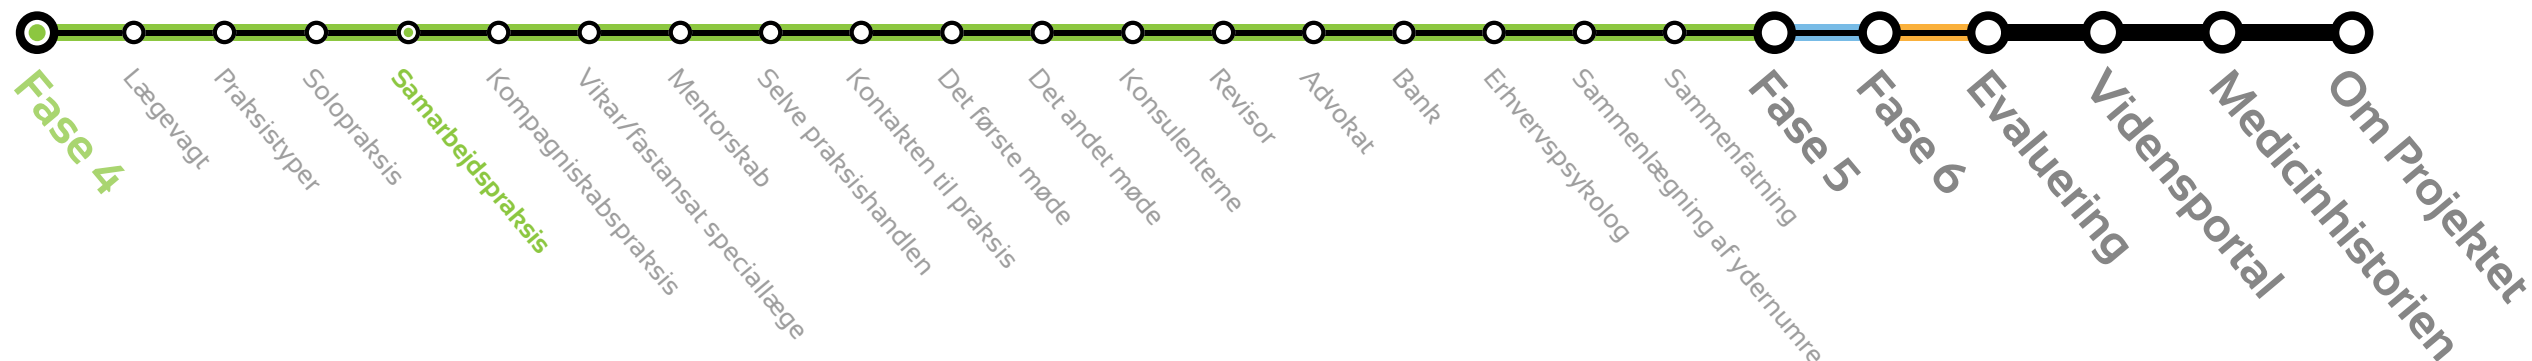 Fase 4
Lægevagt
Praksistyper
Solopraksis
Samarbejdspraksis
Kompagniskabspraksis
Vikar/fastansat speciallæge
Mentorskab
Selve praksishandlen
Kontakten til praksis
Det første møde
Det andet møde
Konsulenterne
Revisor
Advokat
Bank
Erhvervspsykolog
Sammenlægning af ydernumre
Sammenfatning
Fase 5
Fase 6
Evaluering
Vidensportal
Medicinhistorien
Om Projektet